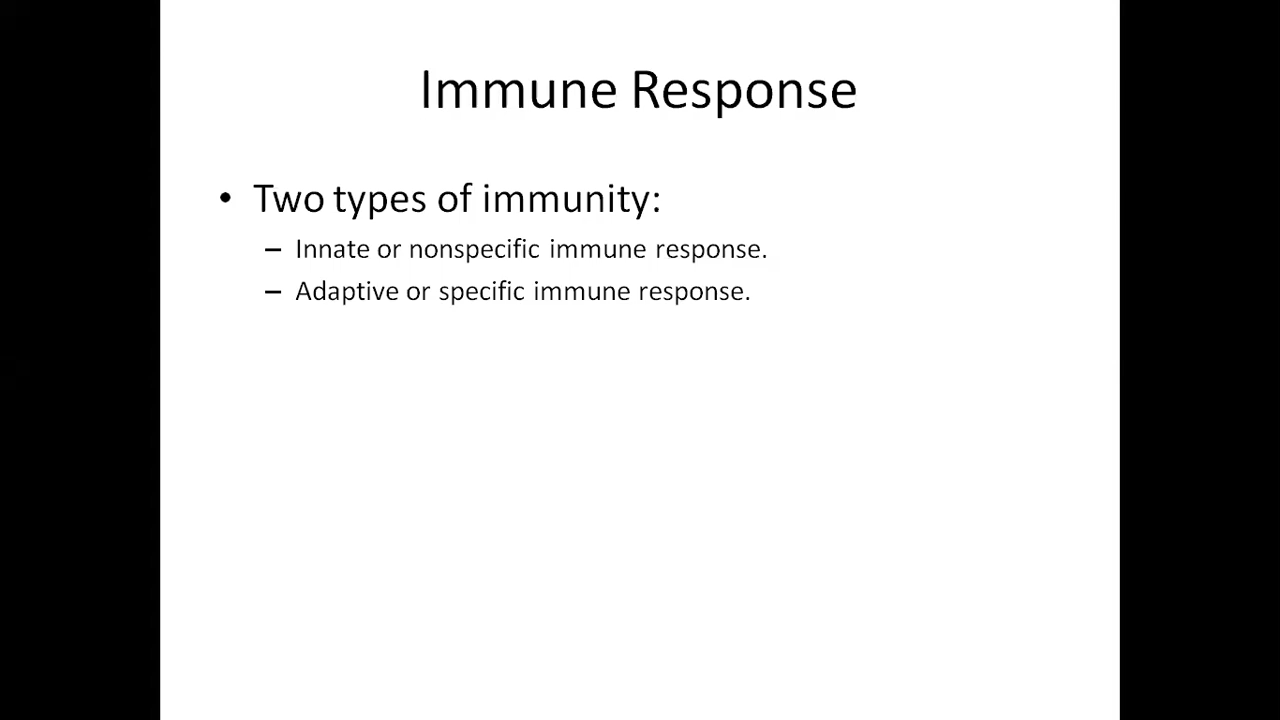 Immune Response
• Two types of immunity:
– Innate or nonspecific immune response.
– Adaptive or specific immune response.